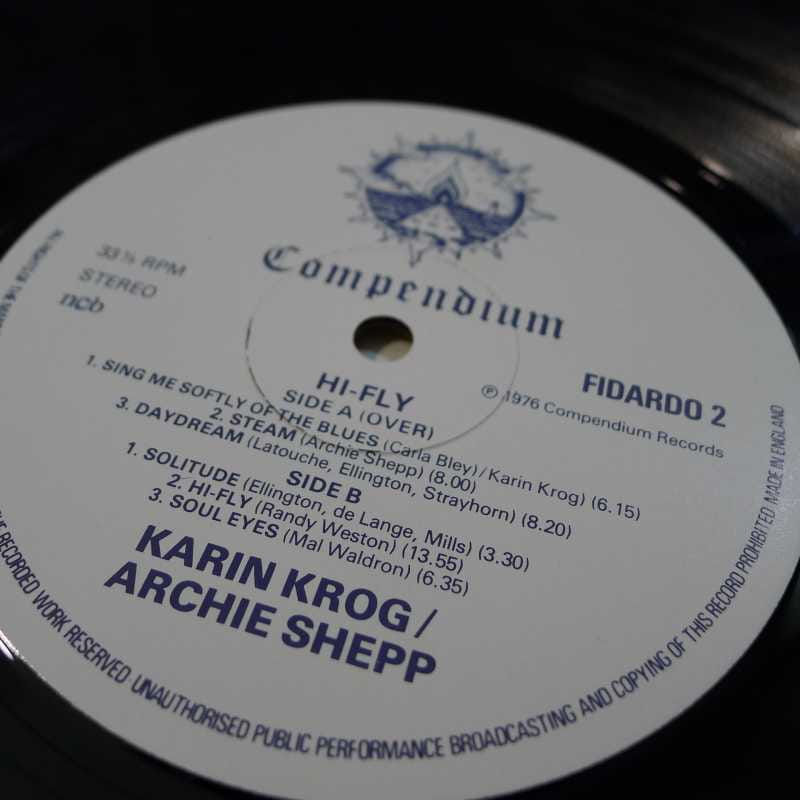 Compendium
33⅓ RPM
STEREO
ncb
FIDARDO 2
℗ 1976 Compendium Records
HI-FLY
SIDE A (OVER)
1. SING ME SOFTLY OF THE BLUES (Carla Bley)/Karin Krog) (6.15)
2. STEAM (Archie Shepp) (8.00)
3. DAYDREAM (Latouche, Ellington, Strayhorn) (8.20)
SIDE B
1. SOLITUDE (Ellington, de Lange, Mills) (3.30)
2. HI-FLY (Randy Weston) (13.55)
3. SOUL EYES (Mal Waldron) (6.35)
KARIN KROG/
ARCHIE SHEPP
ALL RIGHTS OF THE
RECORDED WORK RESERVED UNAUTHORISED PUBLIC PERFORMANCE BROADCASTING AND COPYING OF THIS RECORD PROHIBITED MADE IN ENGLAND